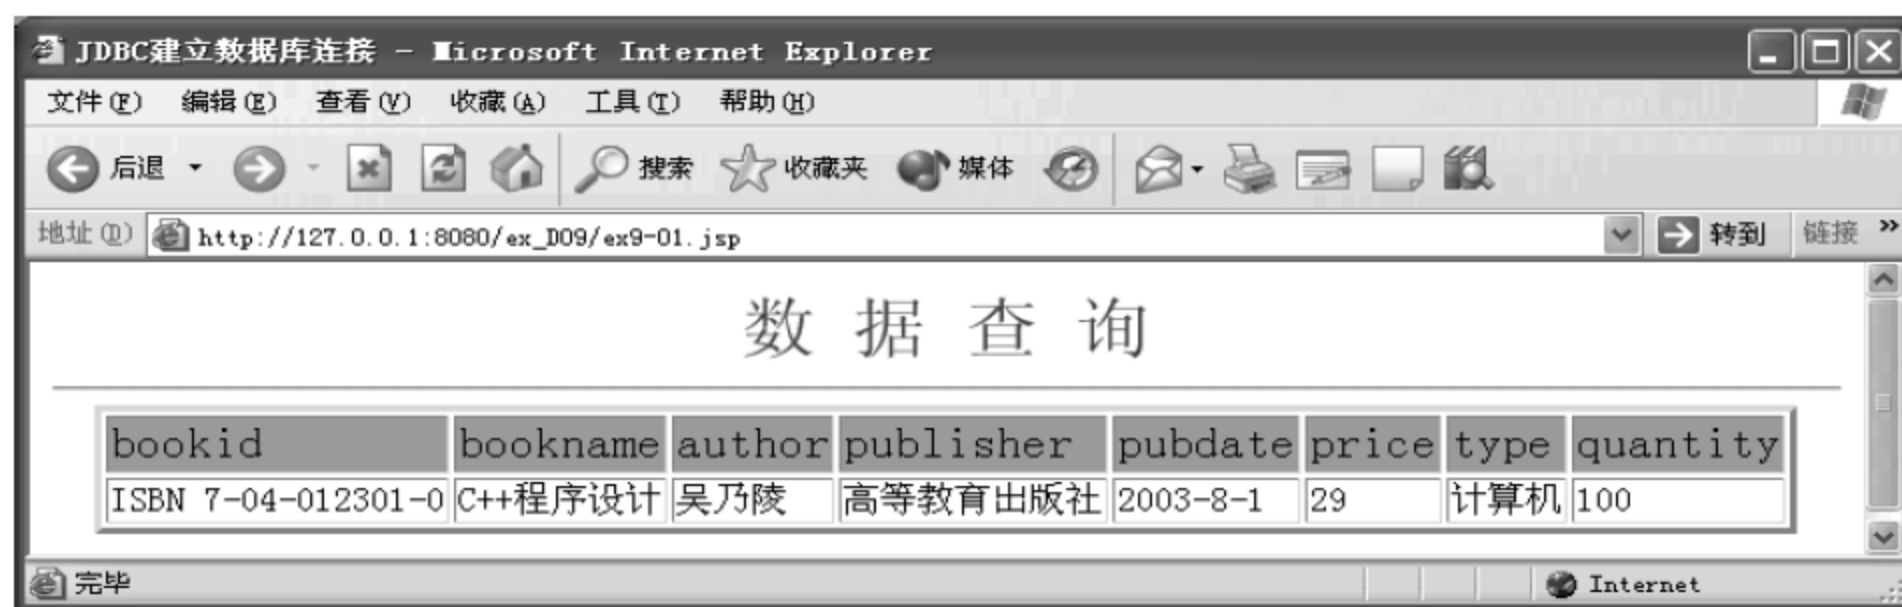 JDBC建立数据库连接 - Microsoft Internet Explorer
文件(F) 编辑(E) 查看(V) 收藏(A) 工具(T) 帮助(H)
后退 搜索 收藏夹 媒体
地址(D) http://127.0.0.1:8080/ex_D09/ex9-01.jsp 转到 链接 »
数 据 查 询
bookid bookname author publisher pubdate price type quantity
ISBN 7-04-012301-0 C++程序设计 吴乃陵 高等教育出版社 2003-8-1 29 计算机 100
完毕 Internet